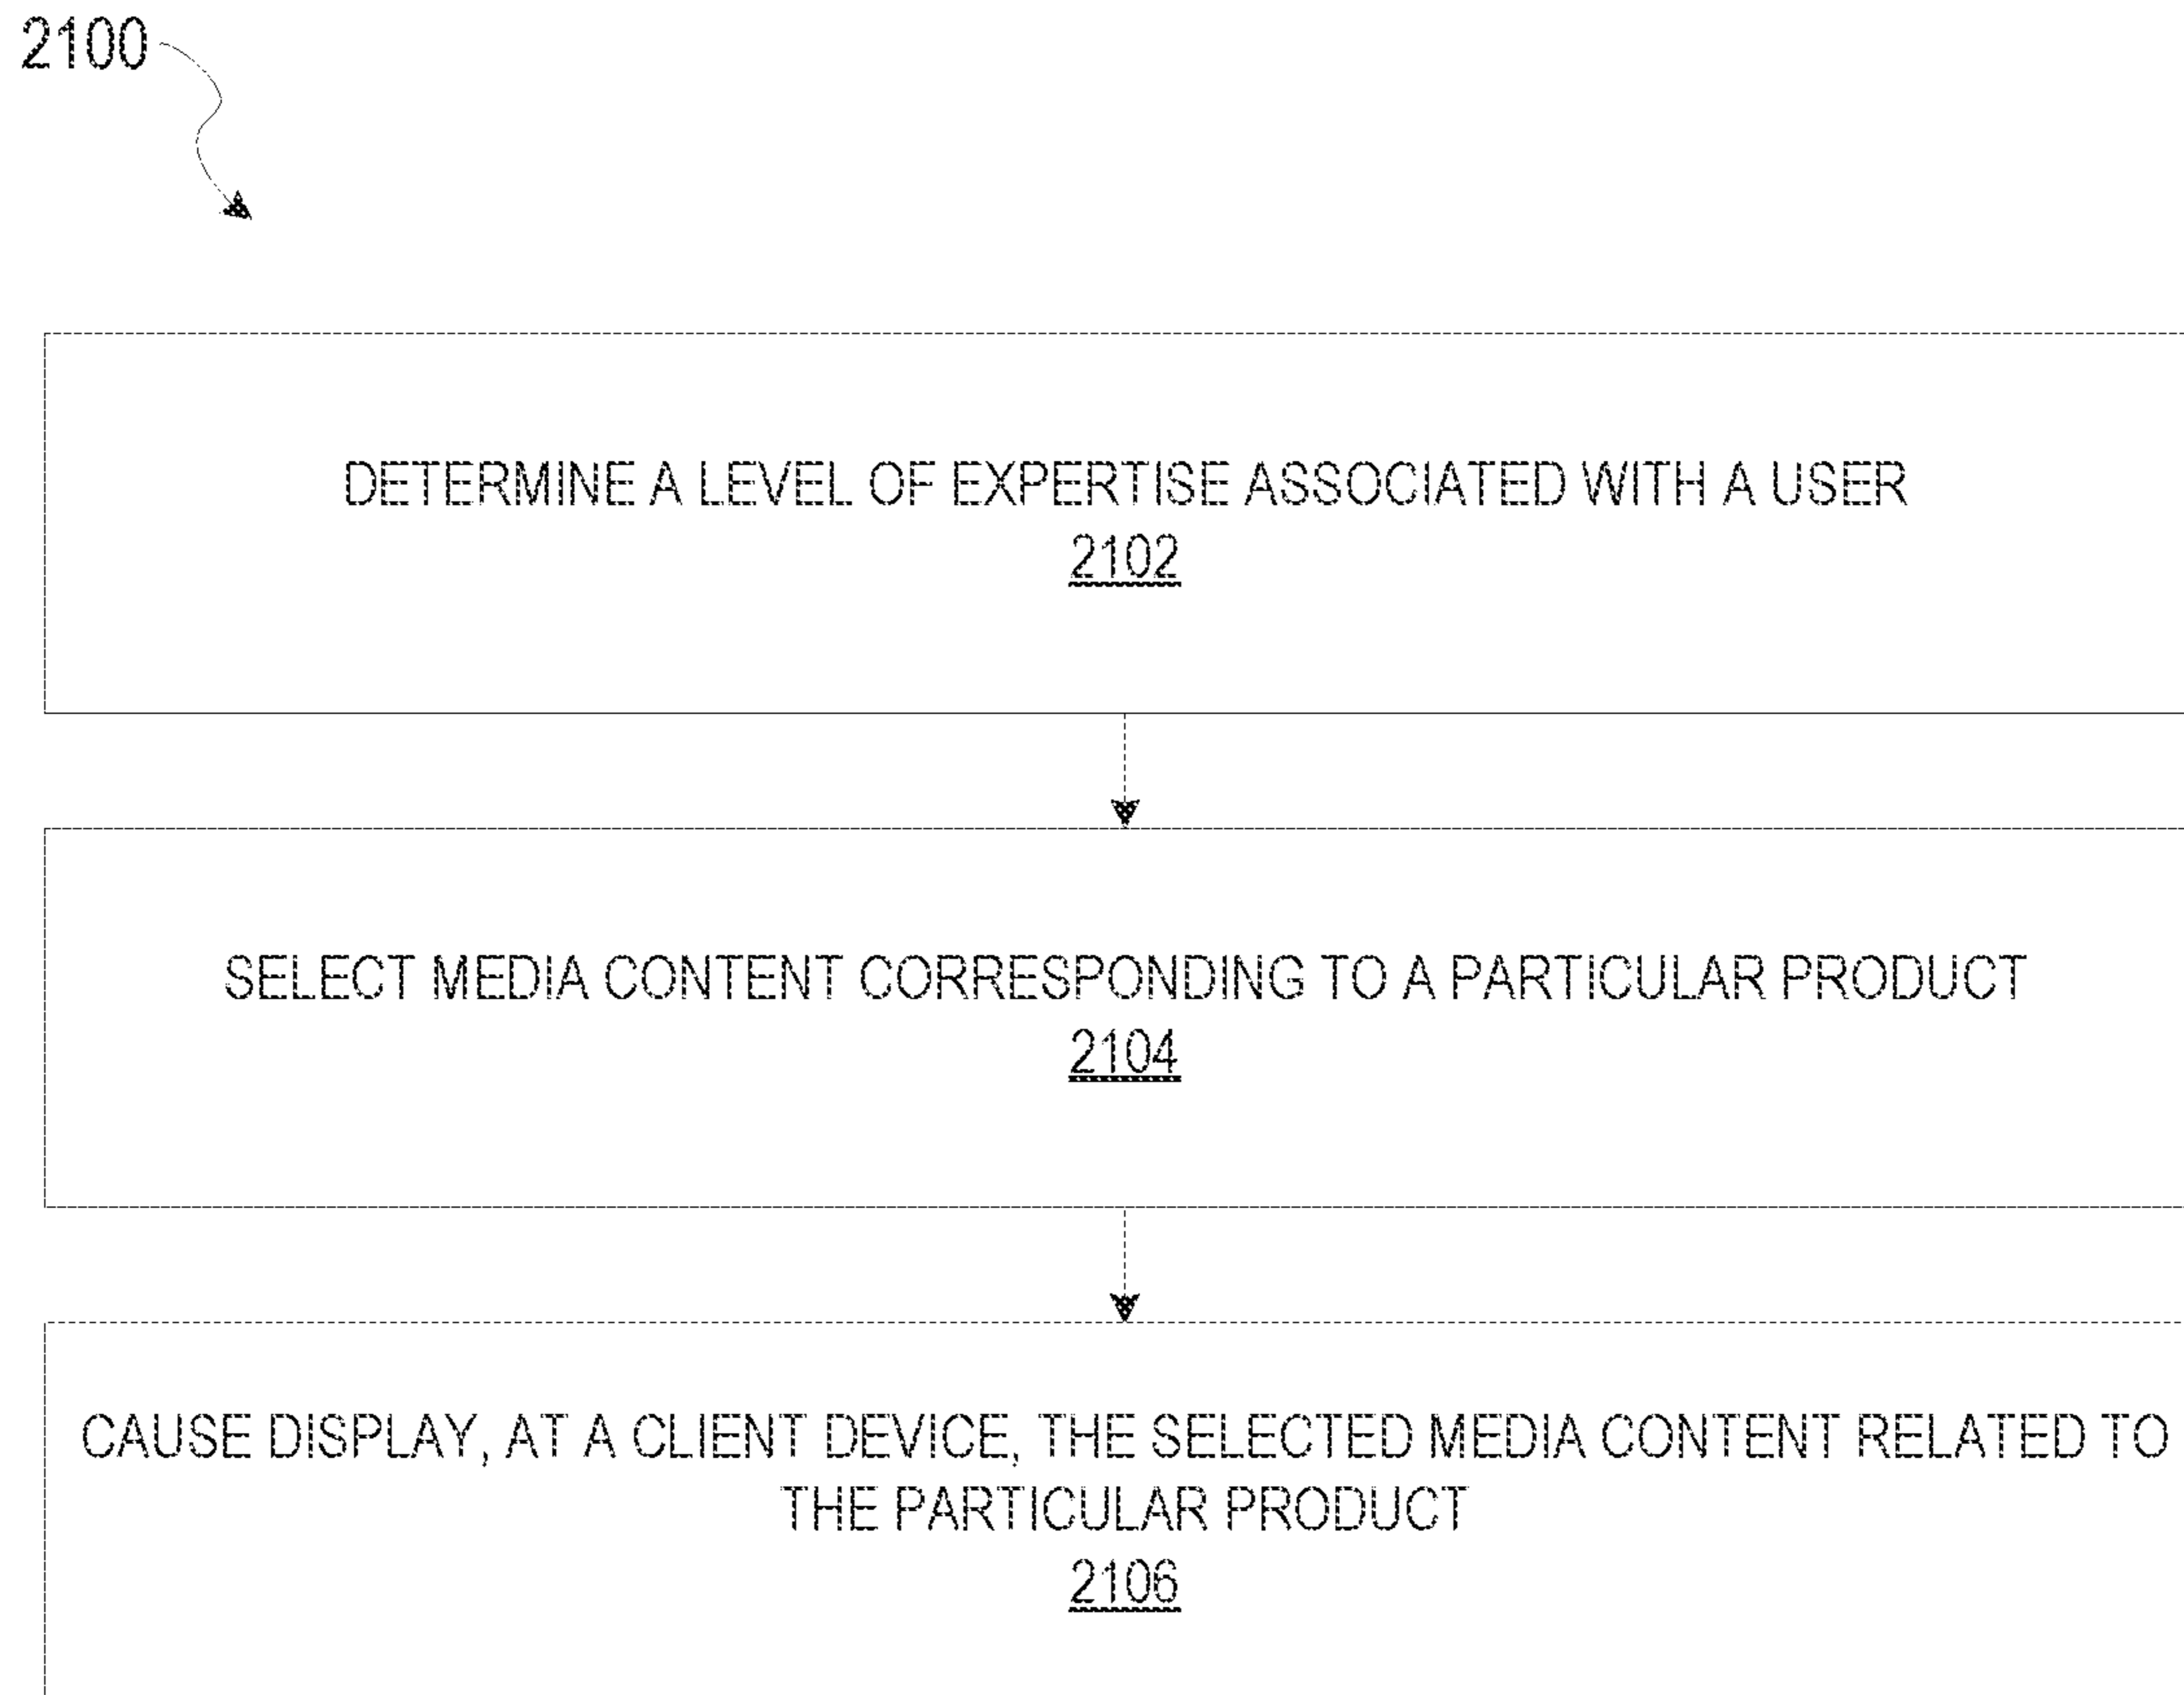 2100
DETERMINE A LEVEL OF EXPERTISE ASSOCIATED WITH A USER
2102
SELECT MEDIA CONTENT CORRESPONDING TO A PARTICULAR PRODUCT
2104
CAUSE DISPLAY, AT A CLIENT DEVICE, THE SELECTED MEDIA CONTENT RELATED TO
THE PARTICULAR PRODUCT
2106